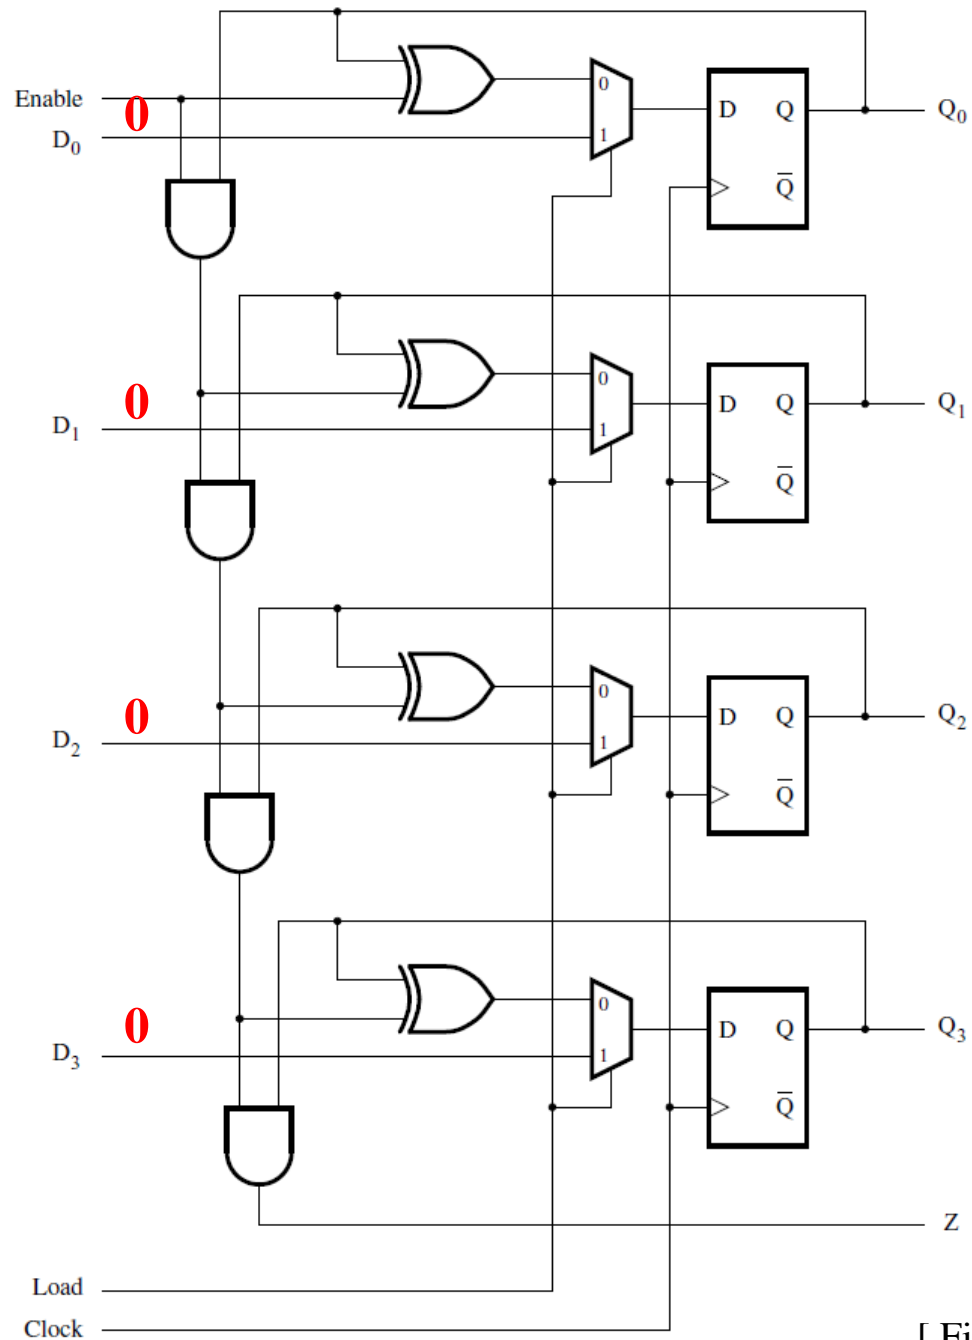 Enable 0
D0
0 1 D Q Q0
Q̅
D1 0
0 1 D Q Q1
Q̅
D2 0
0 1 D Q Q2
Q̅
D3 0
0 1 D Q Q3
Q̅
Z
Load
Clock
[ Fi